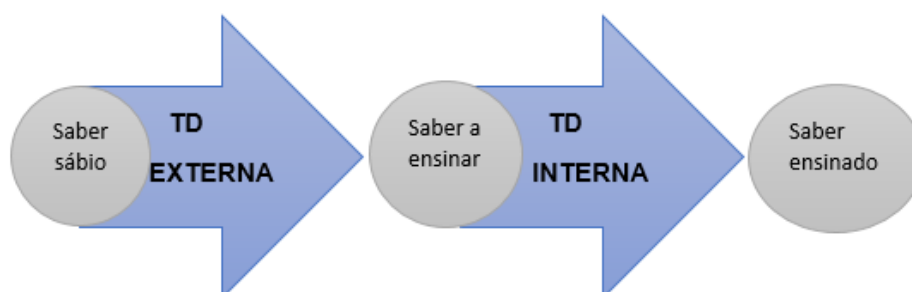 Saber
sábio
TD
EXTERNA
Saber a
ensinar
TD
INTERNA
Saber
ensinado